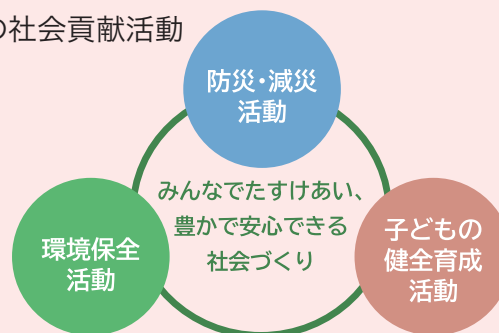 の社会貢献活動
防災・減災
活動
みんなでたすけあい、
豊かで安心できる
社会づくり
環境保全
活動
子どもの
健全育成
活動